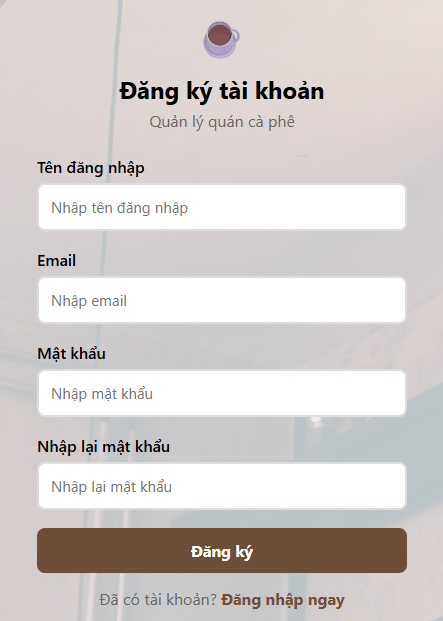 Đăng ký tài khoản
Quản lý quán cà phê
Tên đăng nhập
Nhập tên đăng nhập
Email
Nhập email
Mật khẩu
Nhập mật khẩu
Nhập lại mật khẩu
Nhập lại mật khẩu
Đăng ký
Đã có tài khoản? Đăng nhập ngay